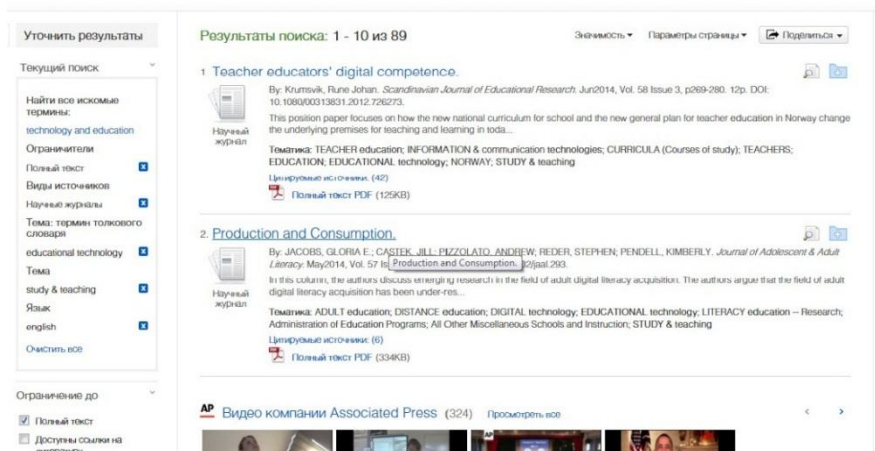 Уточнить результаты
Текущий поиск
Найти все искомые
термины:
technology and education
Ограничители
Полный текст
Виды источников
Научные журналы
Тема: термин толкового
словаря
educational technology
Тема
study & teaching
Язык
english
Очистить все
Ограничение до
Полный текст
Доступны ссылки на
Результаты поиска: 1 - 10 из 89
Значимость
Параметры страницы
Поделиться
1 Teacher educators' digital competence.
By: Krumsvik, Rune Johan. Scandinavian Journal of Educational Research. Jun2014, Vol. 58 Issue 3, p269-280. 12p. DOI:
10.1080/00313831.2012.726273.
This position paper focuses on how the new national curriculum for school and the new general plan for teacher education in Norway change
the underlying premises for teaching and learning in toda...
Научный
журнал
Тематика: TEACHER education; INFORMATION & communication technologies; CURRICULA (Courses of study); TEACHERS;
EDUCATION; EDUCATIONAL technology; NORWAY; STUDY & teaching
Цитируемые источники: (42)
Полный текст PDF (125KB)
2. Production and Consumption.
By: JACOBS, GLORIA E.; CASTEK, JILL; PIZZOLATO, ANDREW; REDER, STEPHEN; PENDELL, KIMBERLY. Journal of Adolescent & Adult
Literacy. May2014, Vol. 57 Is Production and Consumption. 02/jaal.293.
In this column, the authors discuss emerging research in the field of adult digital literacy acquisition. The authors argue that the field of adult
digital literacy acquisition has been under-res...
Научный
журнал
Тематика: ADULT education; DISTANCE education; DIGITAL technology; EDUCATIONAL technology; LITERACY education -- Research;
Administration of Education Programs; All Other Miscellaneous Schools and Instruction; STUDY & teaching
Цитируемые источники: (6)
Полный текст PDF (334KB)
AP Видео компании Associated Press (324) Просмотреть все